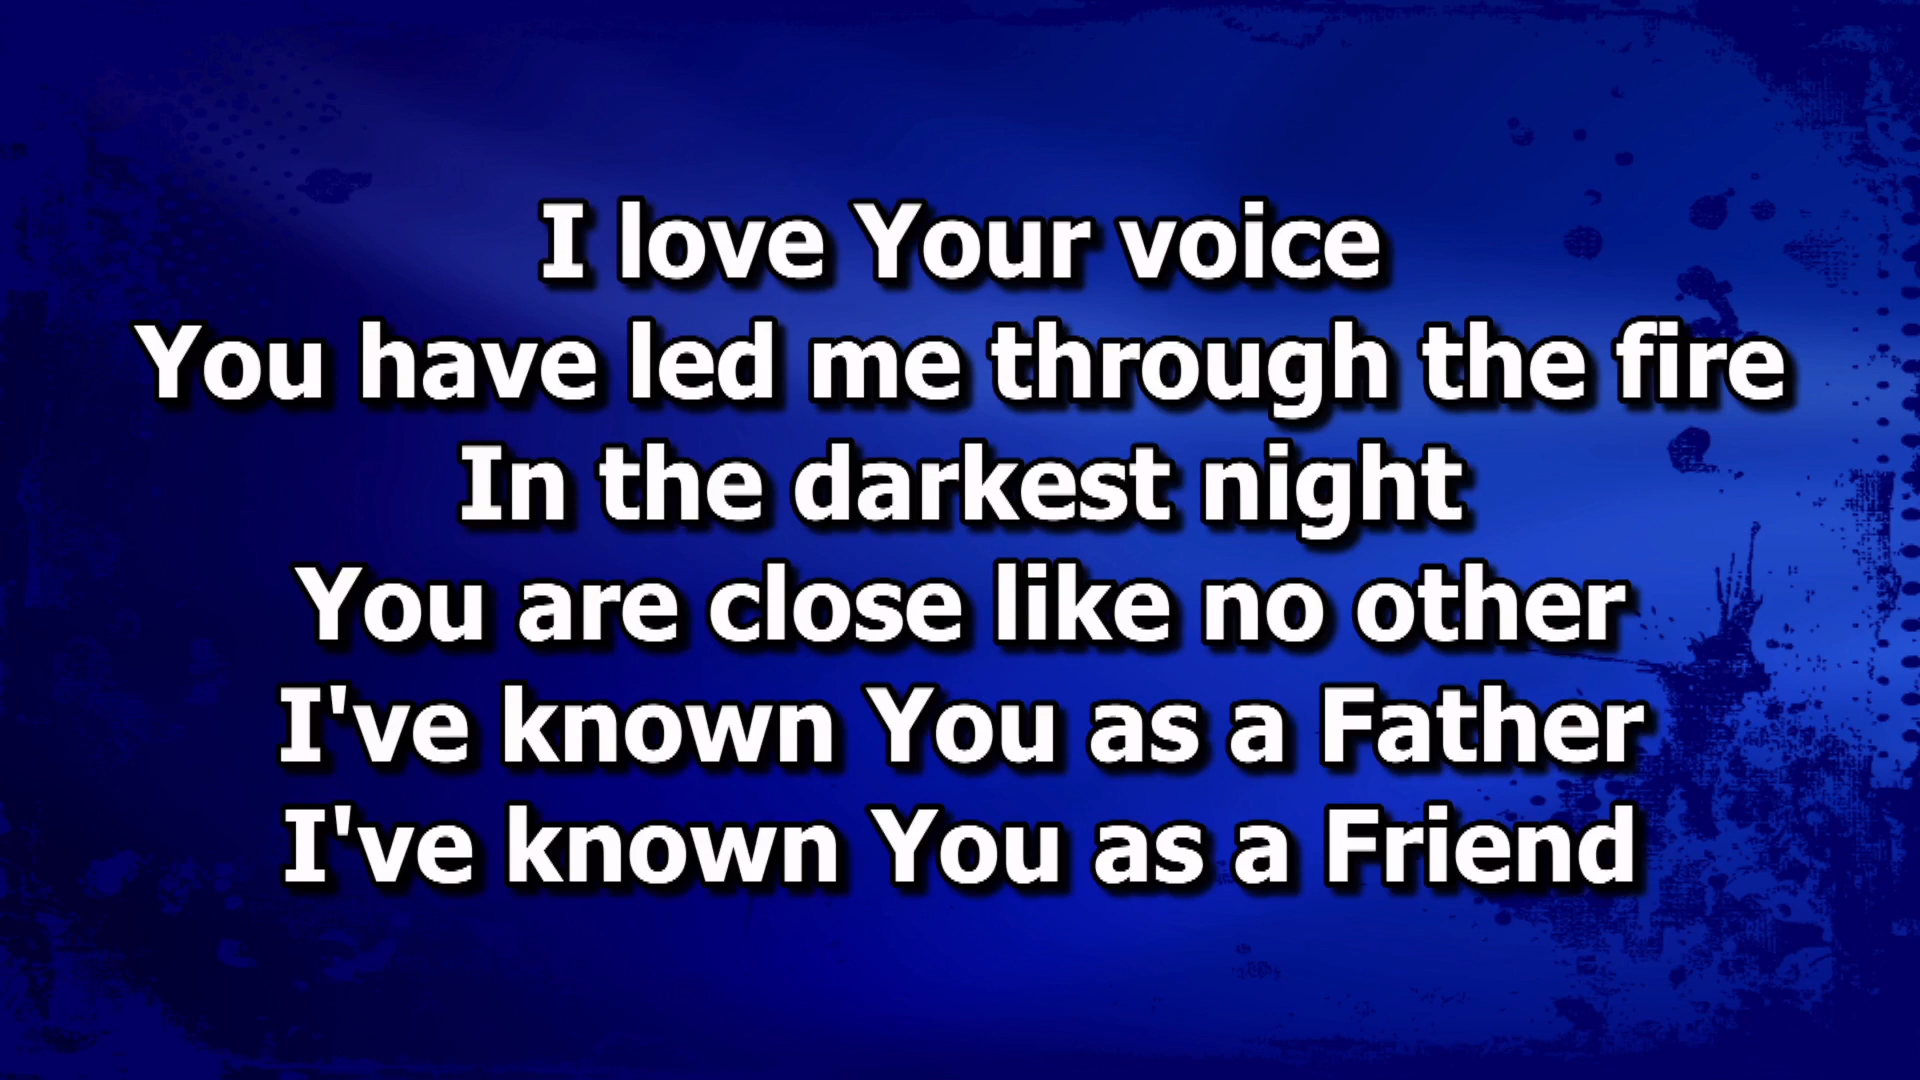 I love Your voice
You have led me through the fire
In the darkest night
You are close like no other
I've known You as a Father
I've known You as a Friend